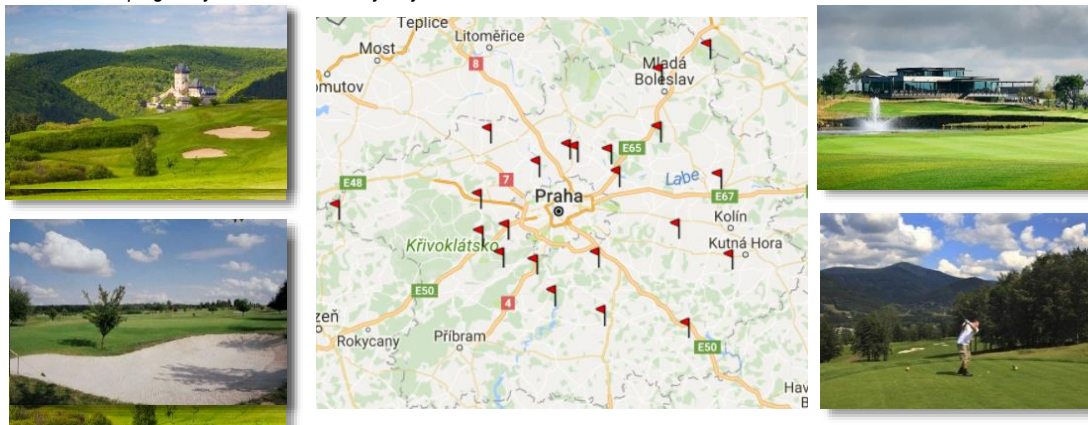 Teplice
Litoměřice
Most
8
Mladá
Boleslav
omutov
E65
E48
7
Labe
Praha
E67
Kolín
Křivoklátsko
Kutná Hora
E50
4
zeň
Rokycany
Příbram
E50
Hav
B